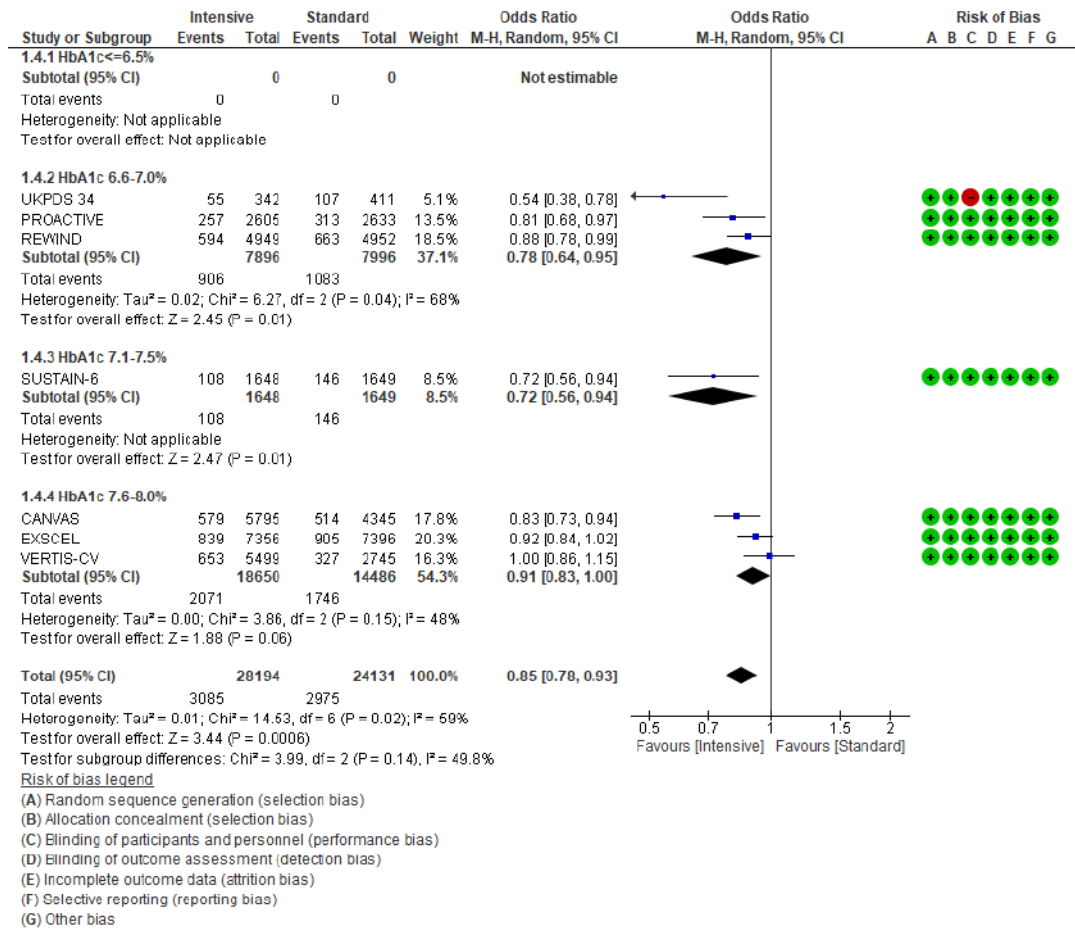 Intensive Standard Odds Ratio Odds Ratio Risk of Bias
Study or Subgroup Events Total Events Total Weight M-H, Random, 95% CI M-H, Random, 95% CI A B C D E F G
1.4.1 HbA1c<=6.5%
Subtotal (95% CI) 0 0 Not estimable
Total events 0 0
Heterogeneity: Not applicable
Test for overall effect: Not applicable
1.4.2 HbA1c 6.6-7.0%
UKPDS 34 55 342 107 411 5.1% 0.54 [0.38, 0.78]
PROACTIVE 257 2605 313 2633 13.5% 0.81 [0.68, 0.97]
REWIND 594 4949 663 4952 18.5% 0.88 [0.78, 0.99]
Subtotal (95% CI) 7896 7996 37.1% 0.78 [0.64, 0.95]
Total events 906 1083
Heterogeneity: Tau² = 0.02; Chi² = 6.27, df = 2 (P = 0.04); I² = 68%
Test for overall effect: Z = 2.45 (P = 0.01)
1.4.3 HbA1c 7.1-7.5%
SUSTAIN-6 108 1648 146 1649 8.5% 0.72 [0.56, 0.94]
Subtotal (95% CI) 1648 1649 8.5% 0.72 [0.56, 0.94]
Total events 108 146
Heterogeneity: Not applicable
Test for overall effect: Z = 2.47 (P = 0.01)
1.4.4 HbA1c 7.6-8.0%
CANVAS 579 5795 514 4345 17.8% 0.83 [0.73, 0.94]
EXSCEL 839 7356 905 7396 20.3% 0.92 [0.84, 1.02]
VERTIS-CV 653 5499 327 2745 16.3% 1.00 [0.86, 1.15]
Subtotal (95% CI) 18650 14486 54.3% 0.91 [0.83, 1.00]
Total events 2071 1746
Heterogeneity: Tau² = 0.00; Chi² = 3.86, df = 2 (P = 0.15); I² = 48%
Test for overall effect: Z = 1.88 (P = 0.06)
Total (95% CI) 28194 24131 100.0% 0.85 [0.78, 0.93]
Total events 3085 2975
Heterogeneity: Tau² = 0.01; Chi² = 14.53, df = 6 (P = 0.02); I² = 59%
Test for overall effect: Z = 3.44 (P = 0.0006)
Test for subgroup differences: Chi² = 3.99, df = 2 (P = 0.14), I² = 49.8%
0.5 0.7 1 1.5 2
Favours [Intensive] Favours [Standard]
Risk of bias legend
(A) Random sequence generation (selection bias)
(B) Allocation concealment (selection bias)
(C) Blinding of participants and personnel (performance bias)
(D) Blinding of outcome assessment (detection bias)
(E) Incomplete outcome data (attrition bias)
(F) Selective reporting (reporting bias)
(G) Other bias